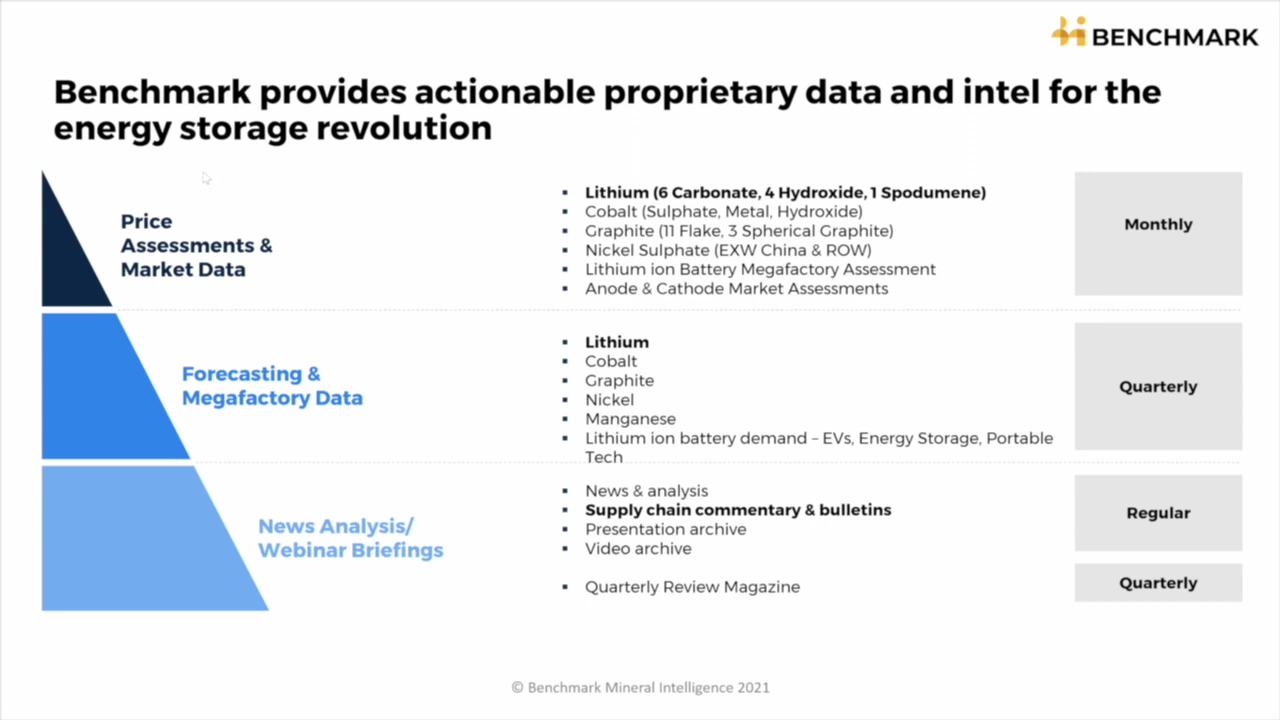 BENCHMARK
Benchmark provides actionable proprietary data and intel for the
energy storage revolution
Price
Assessments &
Market Data
▪ Lithium (6 Carbonate, 4 Hydroxide, 1 Spodumene)
▪ Cobalt (Sulphate, Metal, Hydroxide)
▪ Graphite (11 Flake, 3 Spherical Graphite)
▪ Nickel Sulphate (EXW China & ROW)
▪ Lithium ion Battery Megafactory Assessment
▪ Anode & Cathode Market Assessments
Monthly
Forecasting &
Megafactory Data
▪ Lithium
▪ Cobalt
▪ Graphite
▪ Nickel
▪ Manganese
▪ Lithium ion battery demand – EVs, Energy Storage, Portable
Tech
Quarterly
News Analysis/
Webinar Briefings
▪ News & analysis
▪ Supply chain commentary & bulletins
▪ Presentation archive
▪ Video archive
Regular
▪ Quarterly Review Magazine
Quarterly
© Benchmark Mineral Intelligence 2021